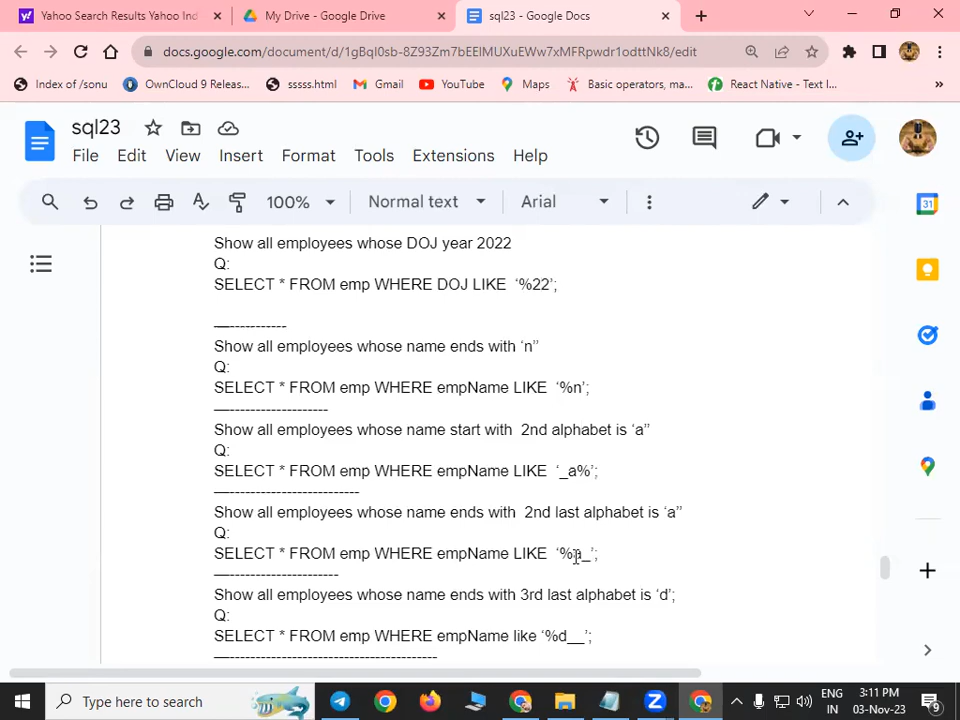 Yahoo Search Results Yahoo Ind
My Drive - Google Drive
sql23 - Google Docs
docs.google.com/document/d/1gBql0sb-8Z93Zm7bEElMUXuEWw7xMFRpwdr1odttNk8/edit
Index of /sonu
OwnCloud 9 Releas...
sssss.html
Gmail
YouTube
Maps
Basic operators, ma...
React Native - Text I...
sql23
File Edit View Insert Format Tools Extensions Help
100% Normal text Arial
31
Show all employees whose DOJ year 2022
Q:
SELECT * FROM emp WHERE DOJ LIKE ‘%22’;
—------------
Show all employees whose name ends with ‘n”
Q:
SELECT * FROM emp WHERE empName LIKE ‘%n’;
—---------------------
Show all employees whose name start with 2nd alphabet is ‘a”
Q:
SELECT * FROM emp WHERE empName LIKE ‘_a%’;
—---------------------------
Show all employees whose name ends with 2nd last alphabet is ‘a”
Q:
SELECT * FROM emp WHERE empName LIKE ‘%a_’;
—-----------------------
Show all employees whose name ends with 3rd last alphabet is ‘d’;
Q:
SELECT * FROM emp WHERE empName like ‘%d__’;
—------------------------------------------
Type here to search
ENG
IN
3:11 PM
03-Nov-23
9